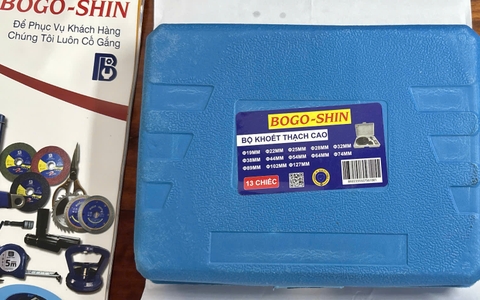 BOGO-SHIN
Để Phục Vụ Khách Hàng
Chúng Tôi Luôn Cố Gắng
5m
BOGO-SHIN
BỘ KHOÉT THẠCH CAO
Φ19MM Φ22MM Φ25MM Φ28MM Φ32MM
Φ38MM Φ44MM Φ54MM Φ64MM Φ74MM
Φ89MM Φ102MM Φ127MM
13 CHIẾC